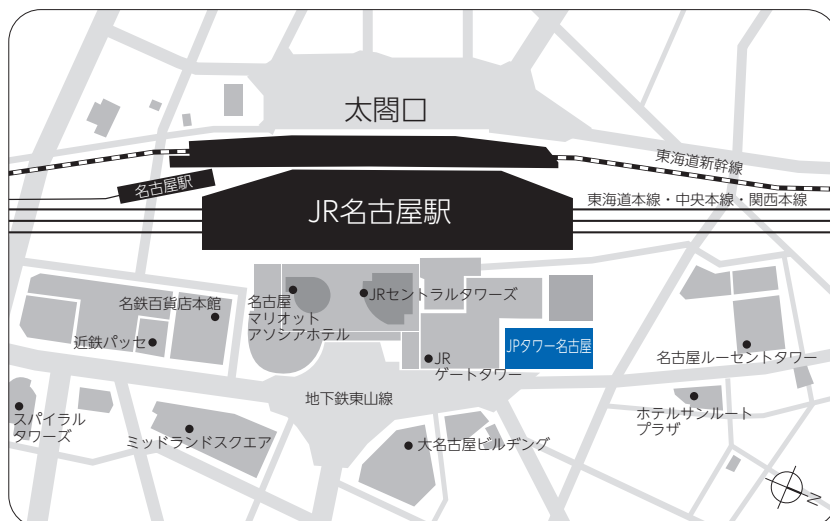 太閤口
東海道新幹線
名古屋駅
東海道本線・中央本線・関西本線
JR名古屋駅
名鉄百貨店本館
名古屋
マリオット
アソシアホテル
JRセントラルタワーズ
近鉄パッセ
JR
ゲートタワー
JPタワー名古屋
名古屋ルーセントタワー
地下鉄東山線
スパイラル
タワーズ
ミッドランドスクエア
大名古屋ビルヂング
ホテルサンルート
プラザ
N